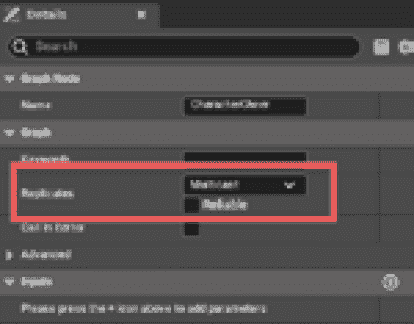 Details
Search
Graph Node
Name
Graph
Keywords
Replicates Multicast
Reliable
Call In Editor
Advanced
Inputs
Please press the + icon above to add parameters